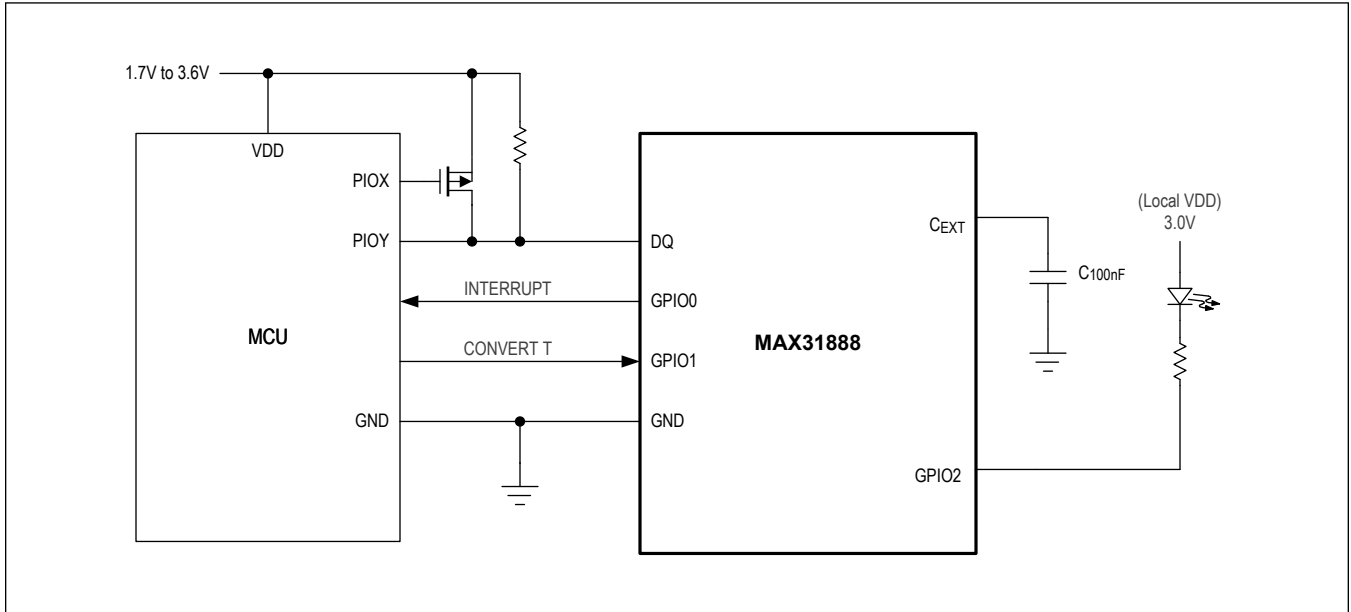 1.7V to 3.6V
VDD
PIOX
PIOY
MCU
GND
INTERRUPT
CONVERT T
DQ
GPIO0
GPIO1
GND
MAX31888
CEXT
GPIO2
C100nF
(Local VDD)
3.0V